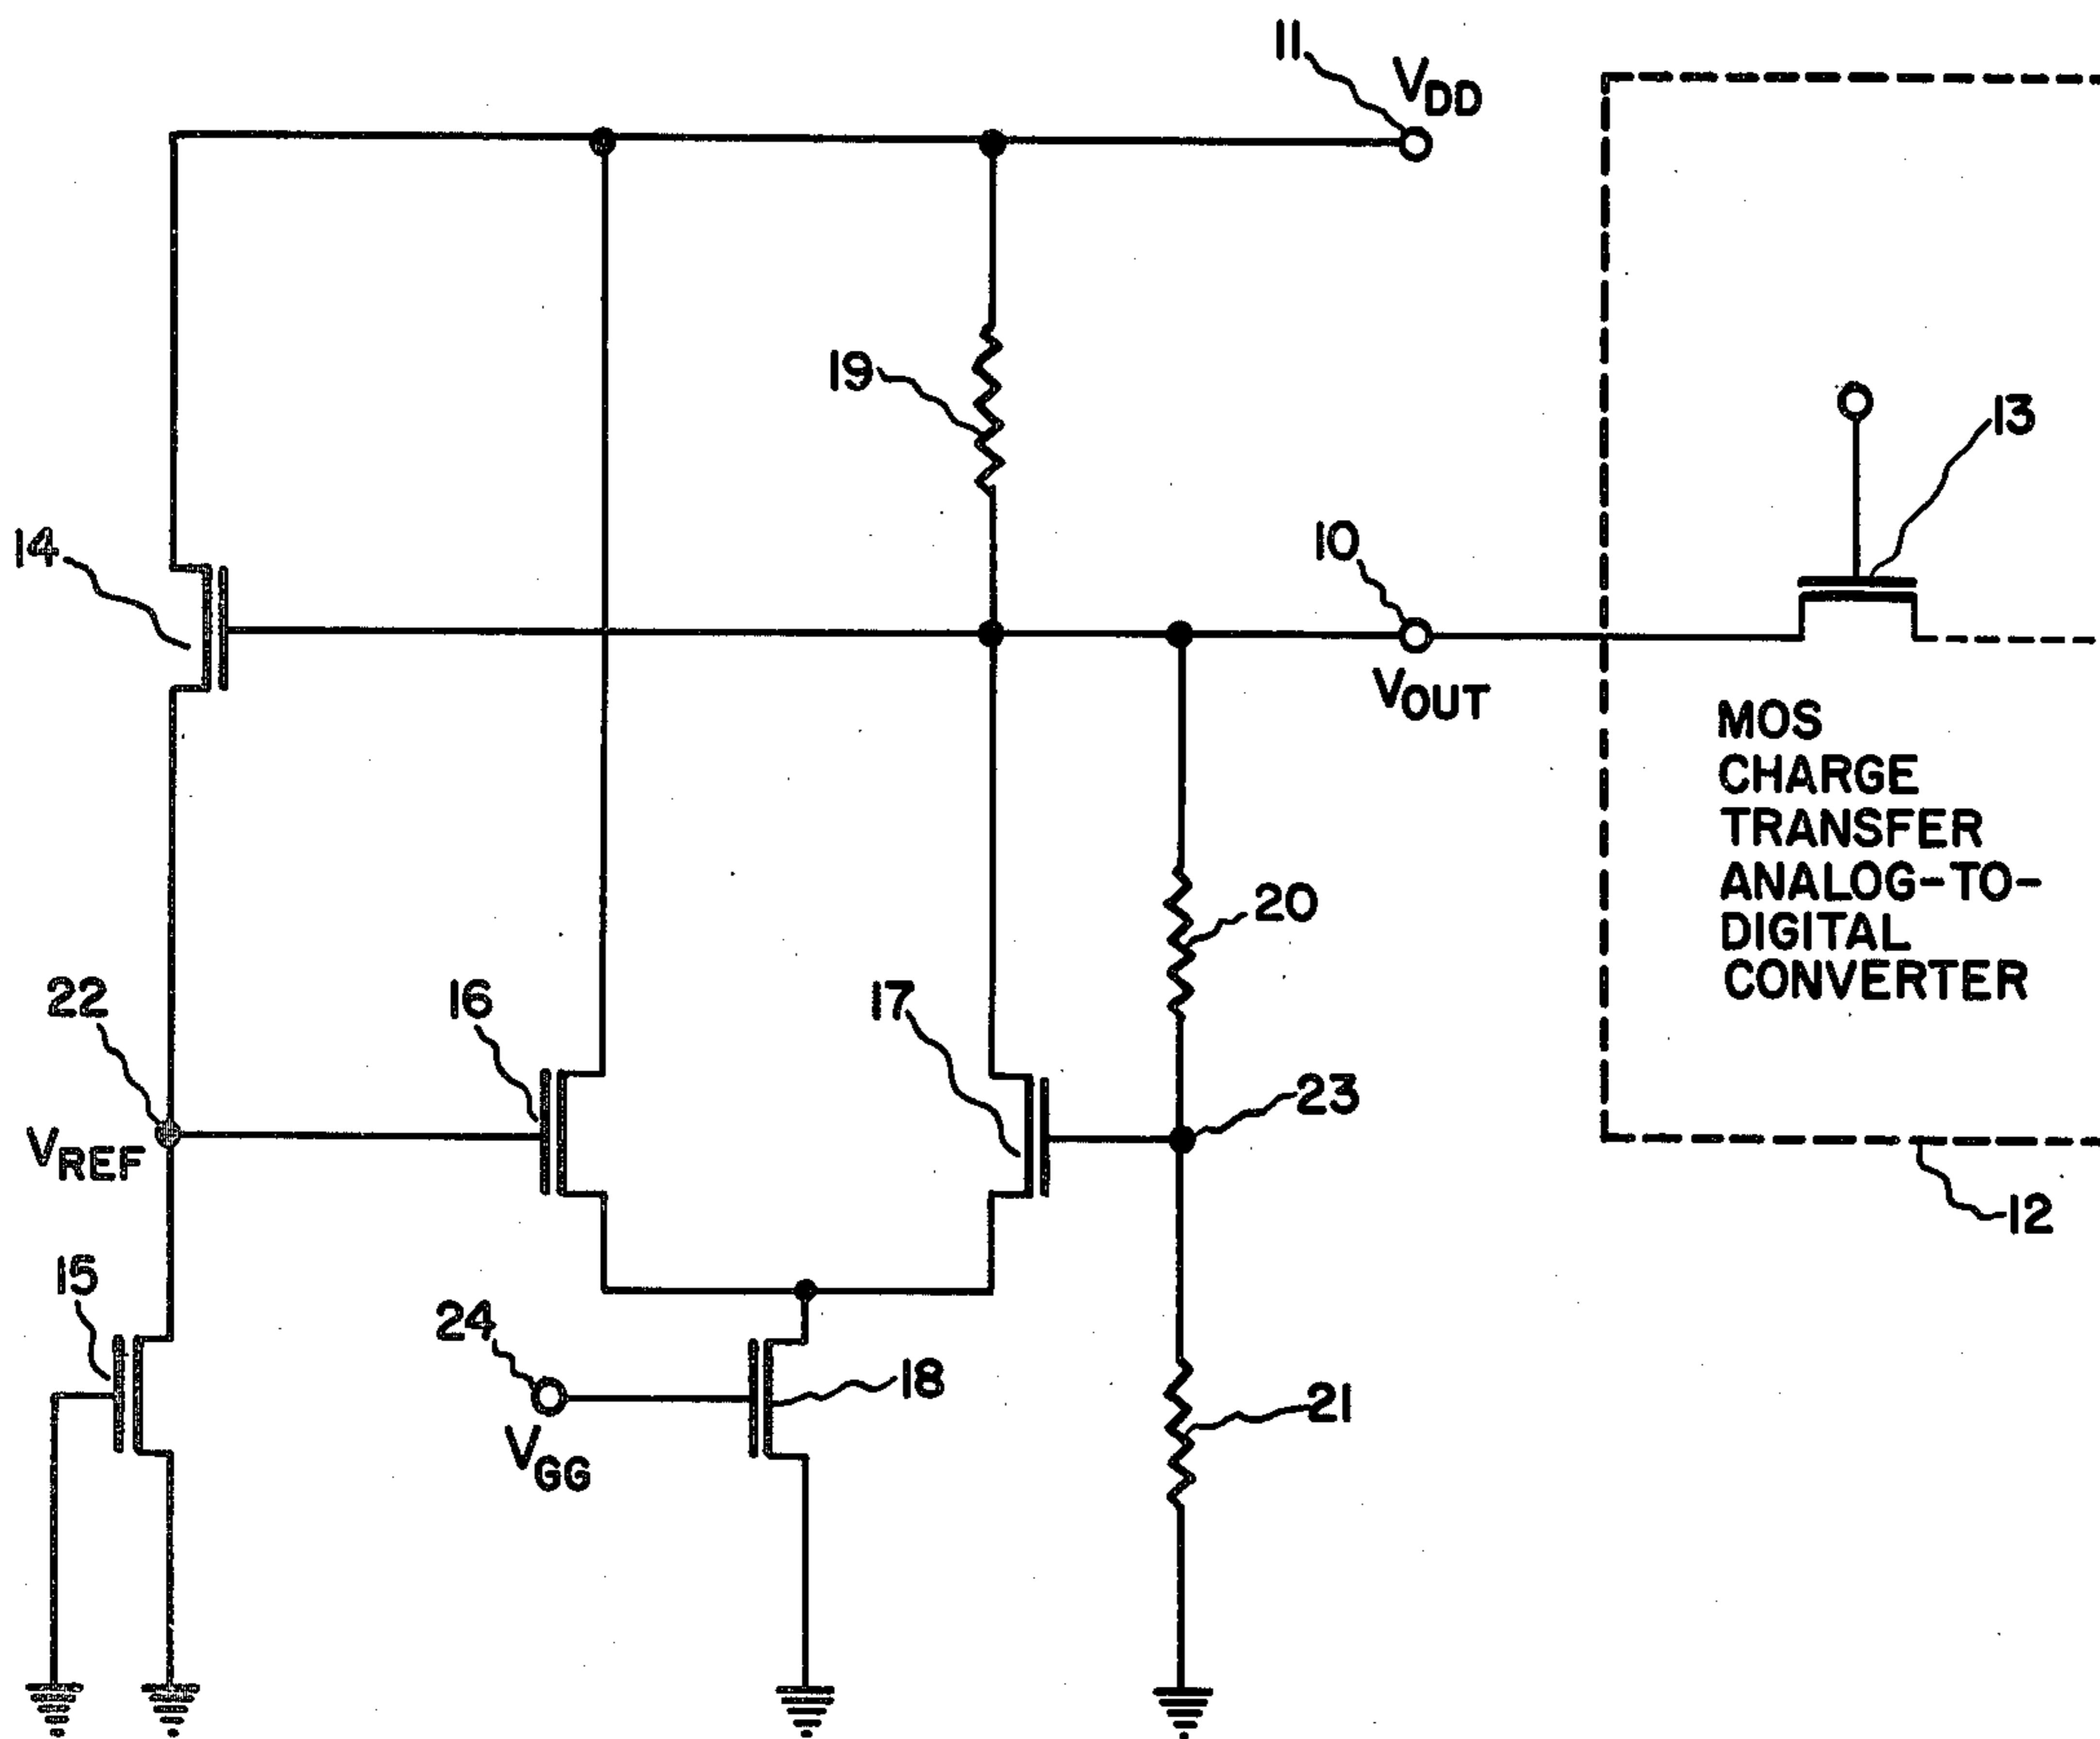 11
VDD
19
13
14
10
VOUT
MOS
CHARGE
TRANSFER
ANALOG-TO-
DIGITAL
CONVERTER
20
22
16
17
23
VREF
12
15
24
18
21
VGG